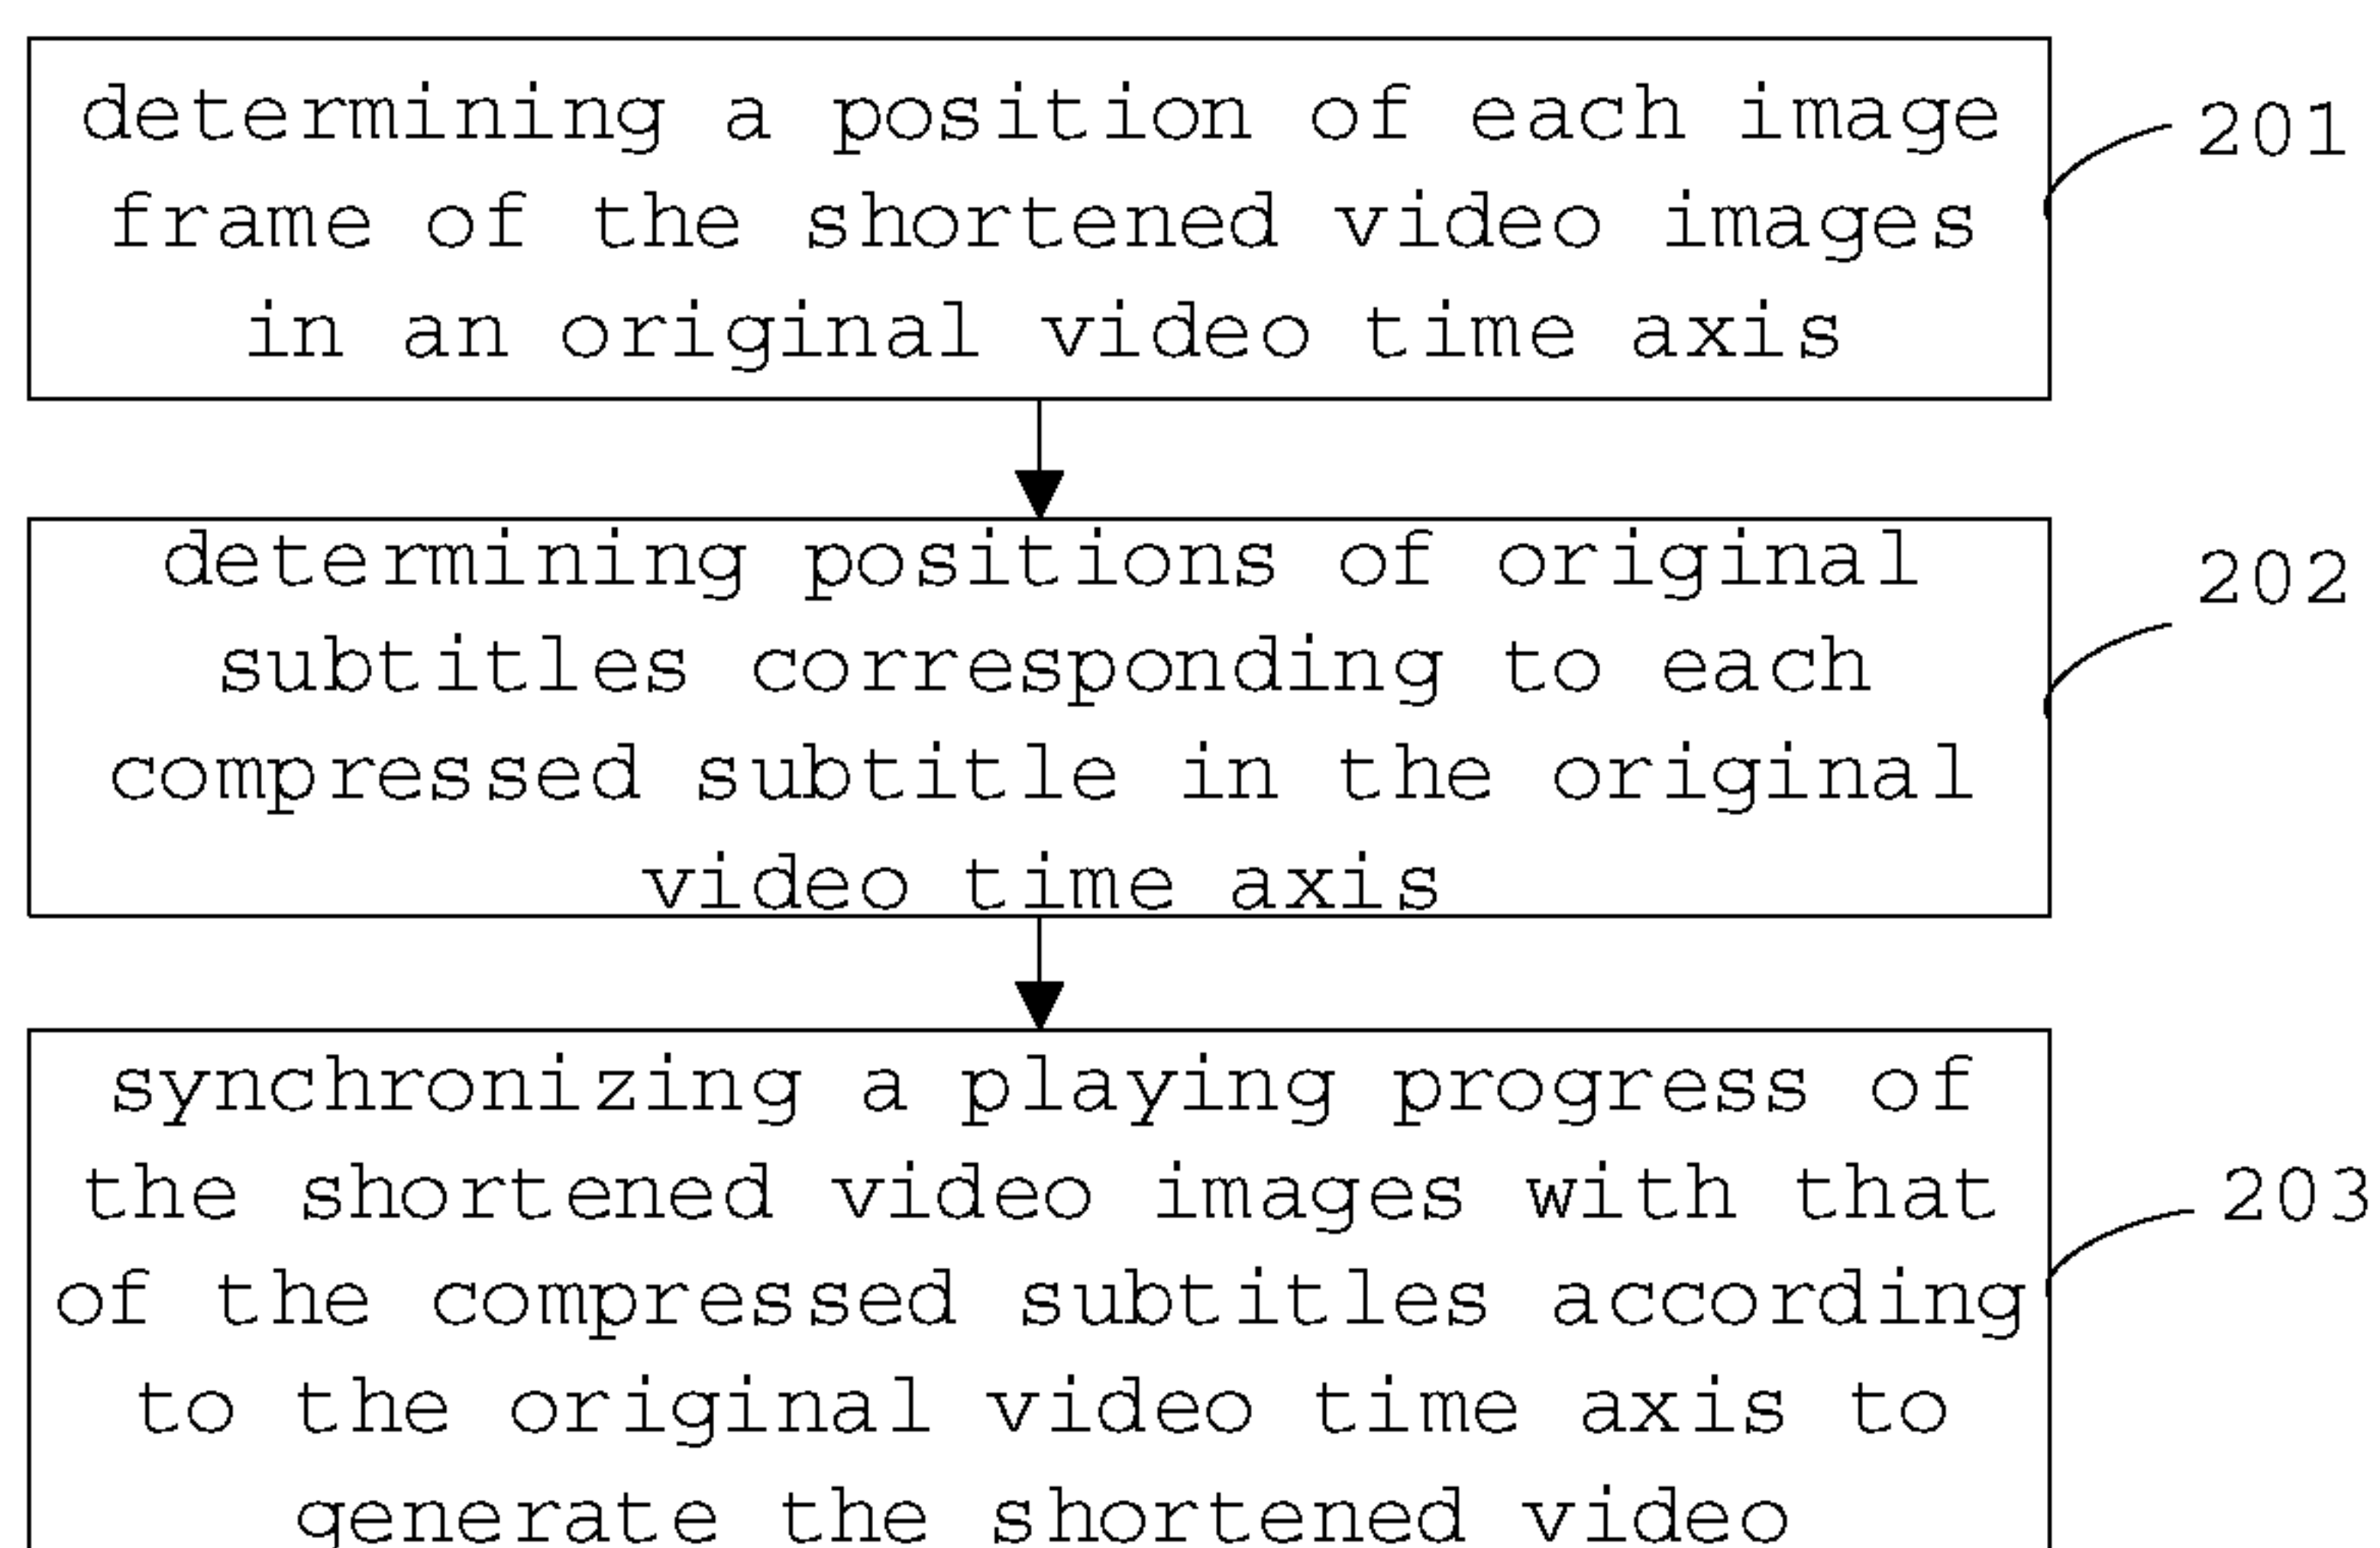 determining a position of each image
frame of the shortened video images
in an original video time axis
201
determining positions of original
subtitles corresponding to each
compressed subtitle in the original
video time axis
202
synchronizing a playing progress of
the shortened video images with that
of the compressed subtitles according
to the original video time axis to
generate the shortened video
203